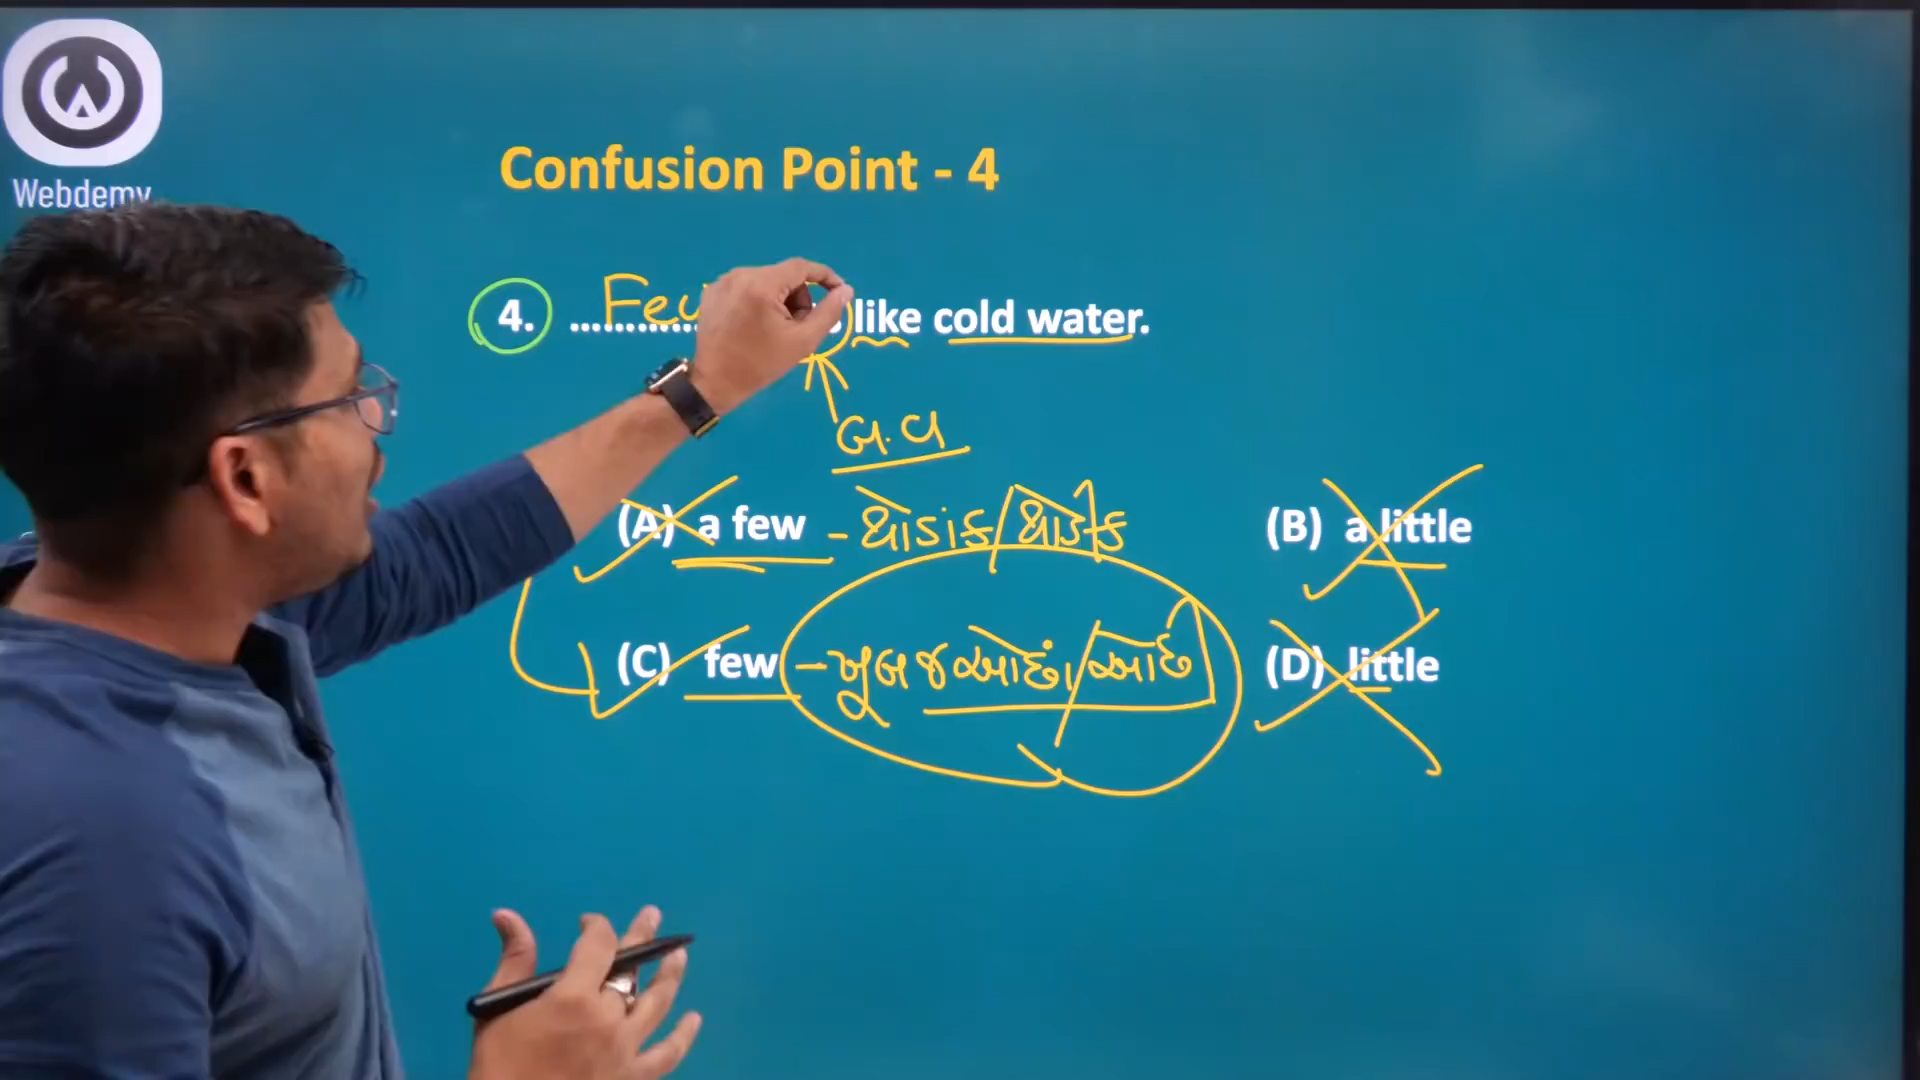 Webdemy
Confusion Point - 4
4. ............ Few like cold water.
બ.વ
(A) a few - થોડાંક/થોડુંક
(B) a little
(C) few - ખૂબ જ ઓછાં/ઓછું
(D) little